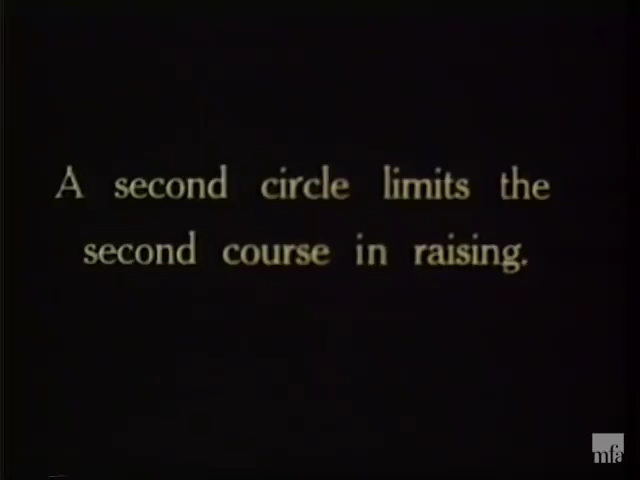 A second circle limits the
second course in raising.
mfa